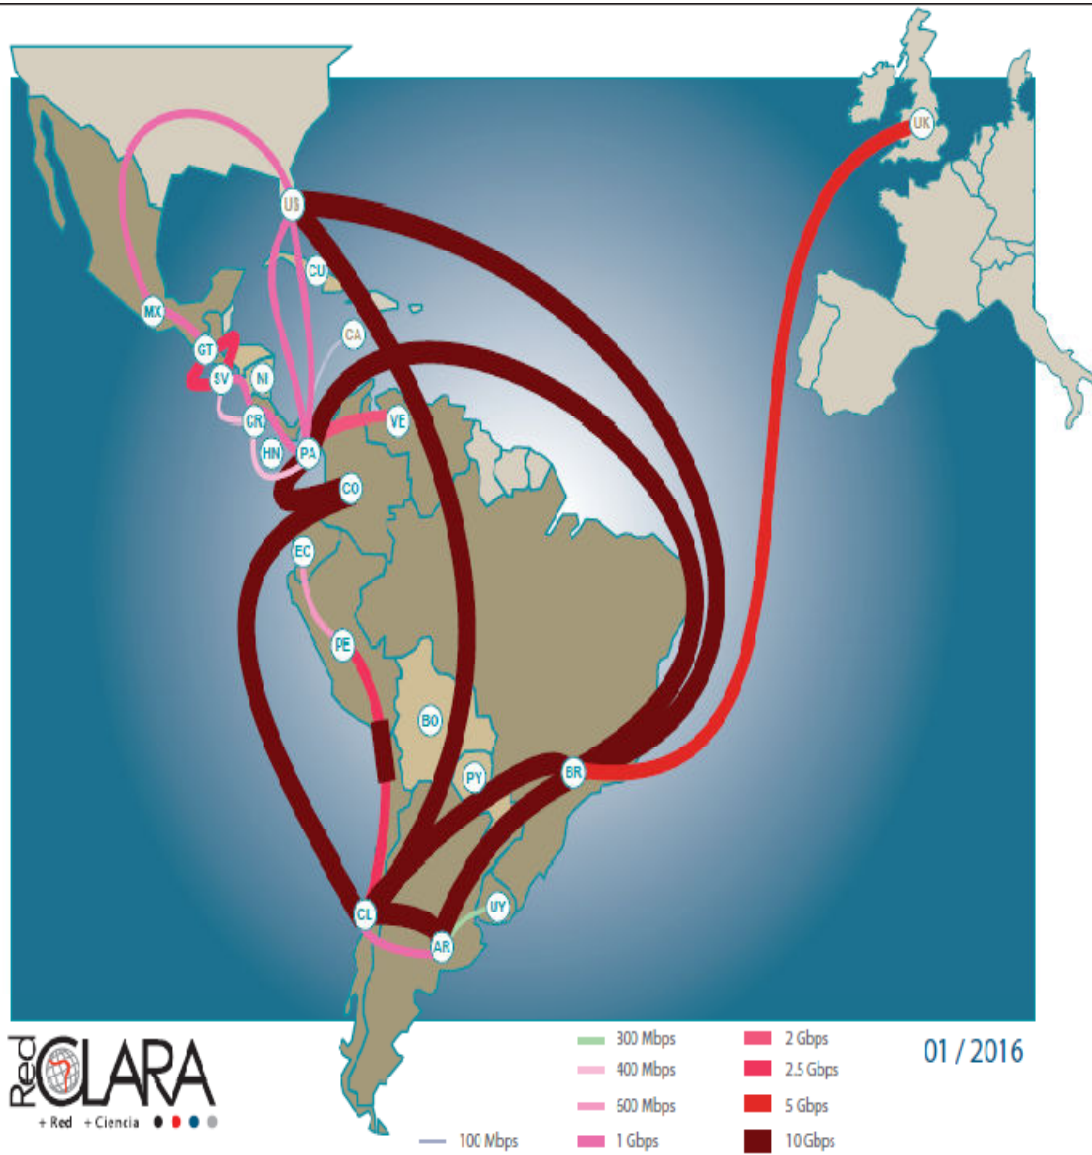 UK
US
CU
MX
CA
GT
SV
NI
CR
VE
HN
PA
CO
EC
PE
BO
PY
BR
CL
UY
AR
Red
CLARA
+ Red + Ciencia
100 Mbps
300 Mbps
400 Mbps
600 Mbps
1 Gbps
2 Gbps
2.5 Gbps
5 Gbps
10 Gbps
01 / 2016